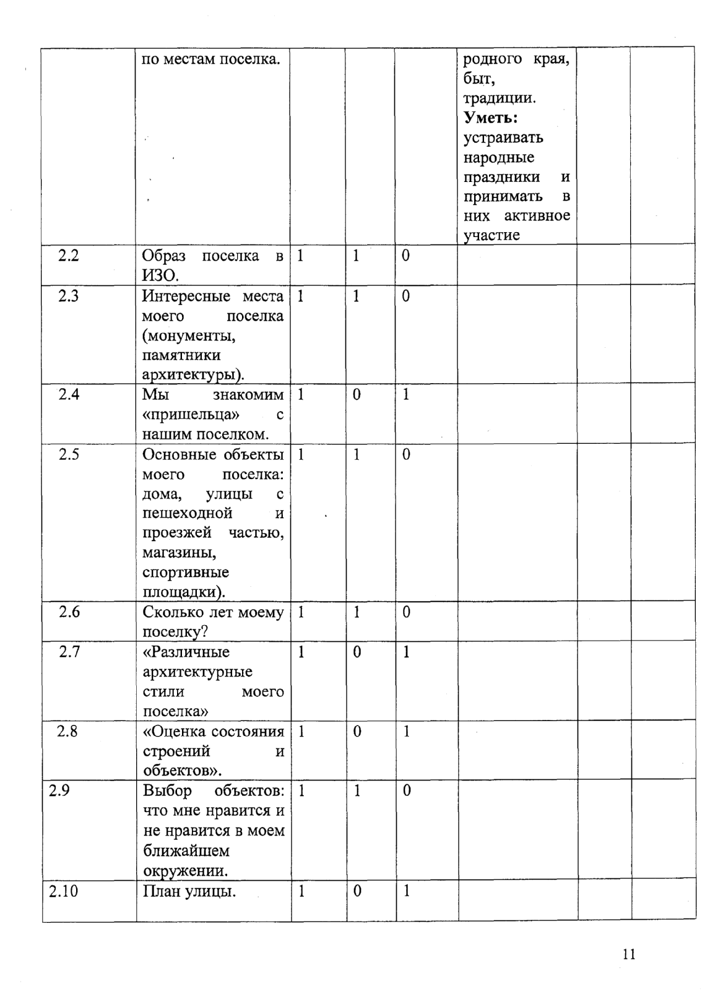 по местам поселка.
родного края,
быт,
традиции.
Уметь:
устраивать
народные
праздники и
принимать в
них активное
участие
2.2 Образ поселка в 1 1 0
ИЗО.
2.3 Интересные места 1 1 0
моего поселка
(монументы,
памятники
архитектуры).
2.4 Мы знакомим 1 0 1
«пришельца» с
нашим поселком.
2.5 Основные объекты 1 1 0
моего поселка:
дома, улицы с
пешеходной и
проезжей частью,
магазины,
спортивные
площадки).
2.6 Сколько лет моему 1 1 0
поселку?
2.7 «Различные 1 0 1
архитектурные
стили моего
поселка»
2.8 «Оценка состояния 1 0 1
строений и
объектов».
2.9 Выбор объектов: 1 1 0
что мне нравится и
не нравится в моем
ближайшем
окружении.
2.10 План улицы. 1 0 1
11